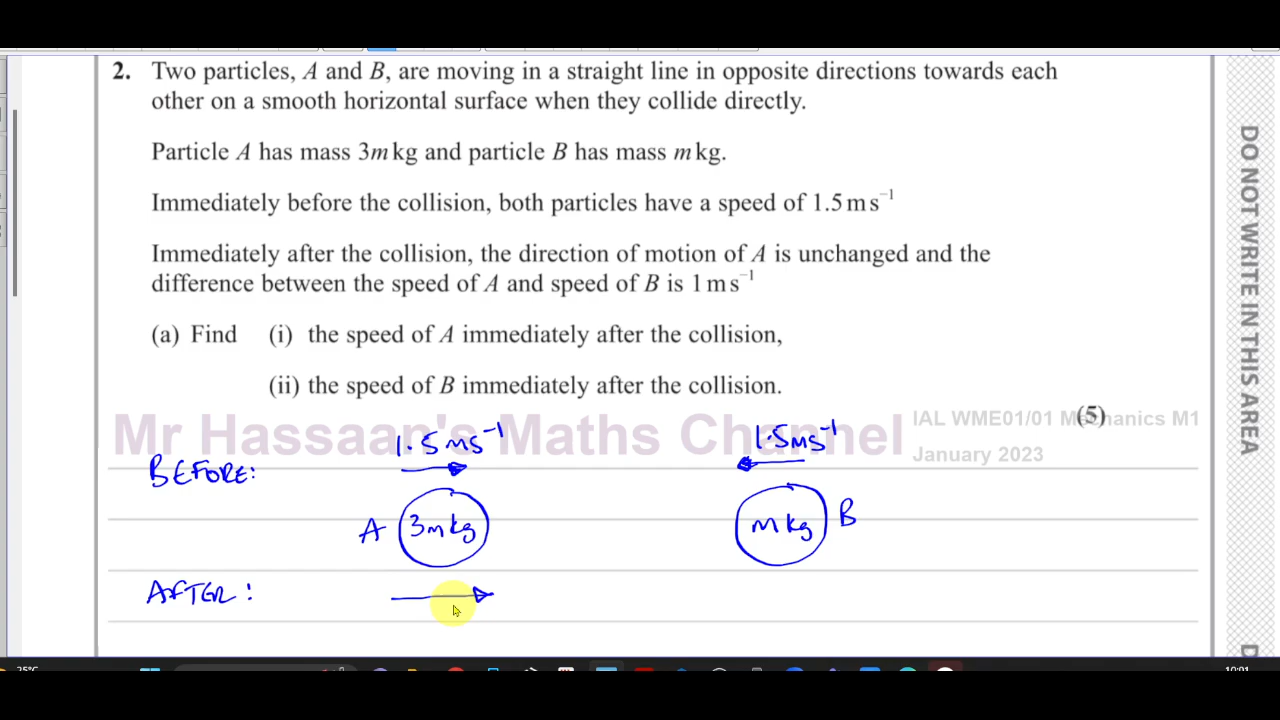 2. Two particles, A and B, are moving in a straight line in opposite directions towards each
other on a smooth horizontal surface when they collide directly.
Particle A has mass 3m kg and particle B has mass m kg.
Immediately before the collision, both particles have a speed of 1.5 m s⁻¹
Immediately after the collision, the direction of motion of A is unchanged and the
difference between the speed of A and speed of B is 1 m s⁻¹
(a) Find (i) the speed of A immediately after the collision,
(ii) the speed of B immediately after the collision.
(5)
Mr Hassaan's Maths Channel
IAL WME01/01 Mechanics M1
January 2023
1.5ms⁻¹ 1.5ms⁻¹
BEFORE:
A 3m kg m kg B
AFTER:
DO NOT WRITE IN THIS AREA
D
25°C
10:01